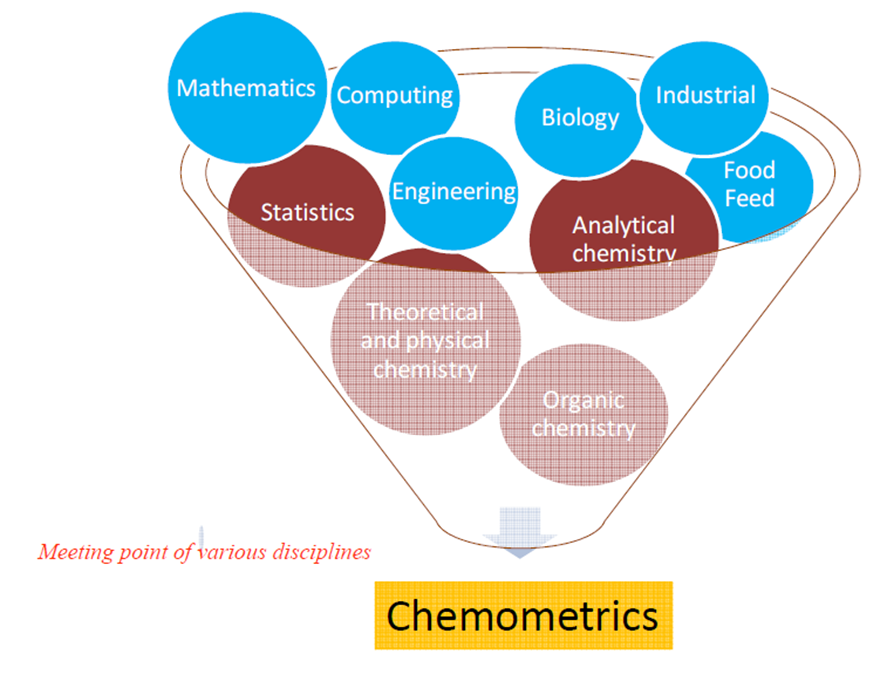 Mathematics
Computing
Biology
Industrial
Engineering
Food
Feed
Statistics
Analytical
chemistry
Theoretical
and physical
chemistry
Organic
chemistry
Meeting point of various disciplines
Chemometrics